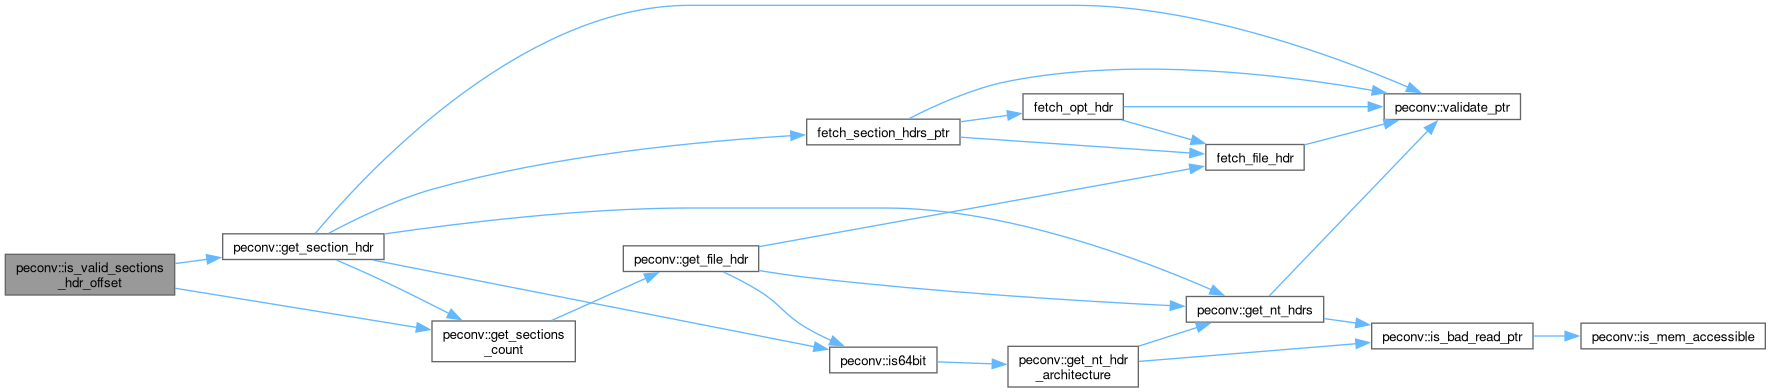 peconv::is_valid_sections
_hdr_offset
peconv::get_section_hdr
peconv::get_sections
_count
peconv::get_file_hdr
fetch_section_hdrs_ptr
peconv::is64bit
fetch_opt_hdr
peconv::get_nt_hdr
_architecture
fetch_file_hdr
peconv::get_nt_hdrs
peconv::validate_ptr
peconv::is_bad_read_ptr
peconv::is_mem_accessible